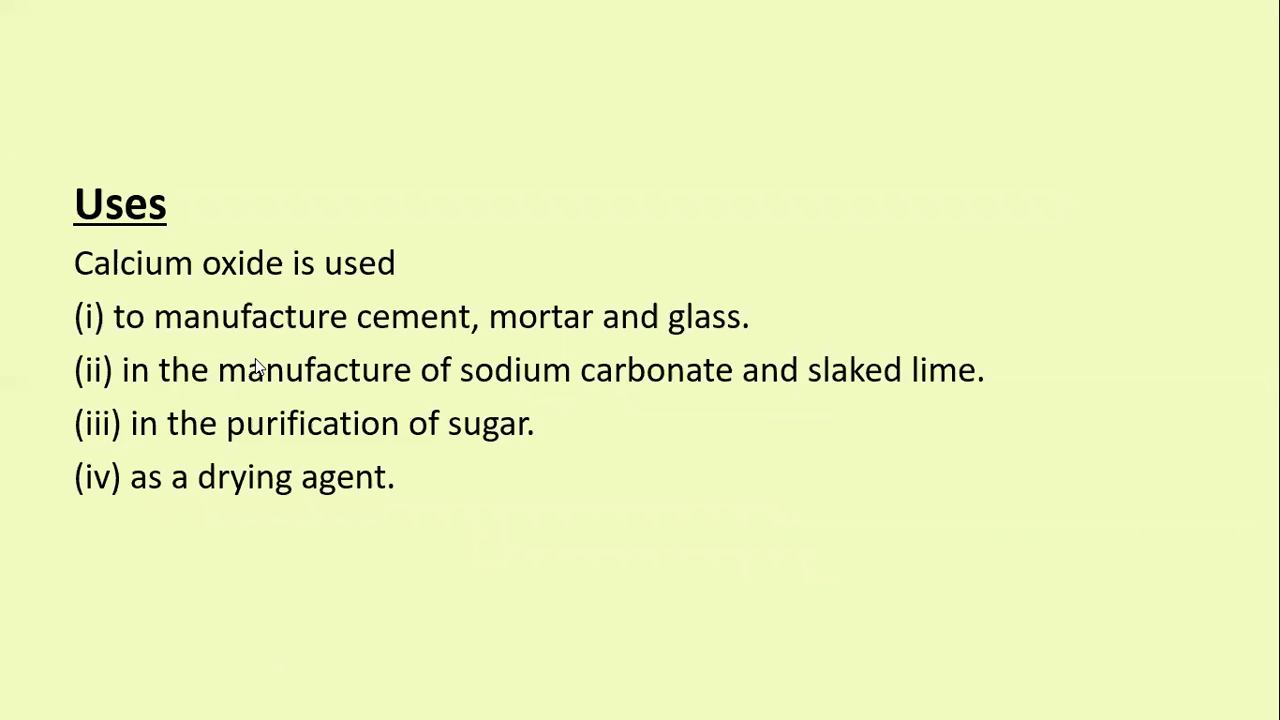 Uses
Calcium oxide is used
(i) to manufacture cement, mortar and glass.
(ii) in the manufacture of sodium carbonate and slaked lime.
(iii) in the purification of sugar.
(iv) as a drying agent.